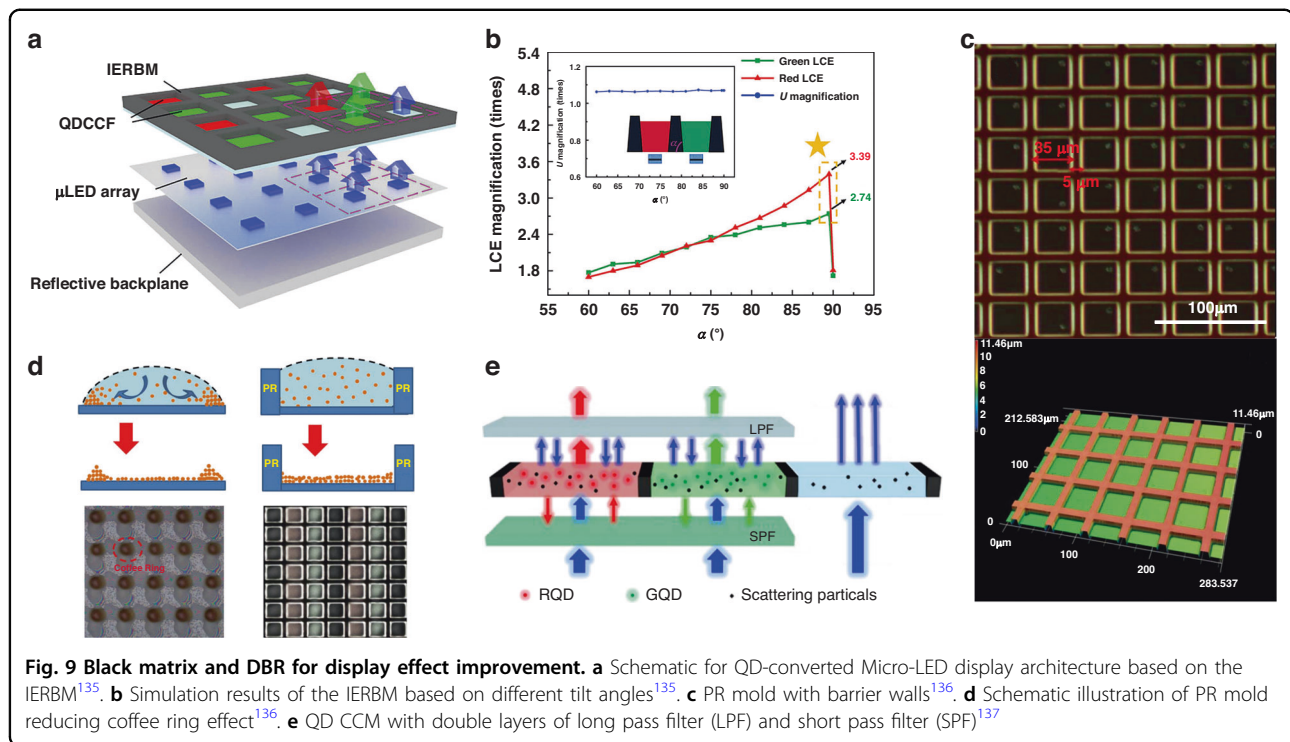 a
IERBM
QDCCF
μLED array
Reflective backplane
b
LCE magnification (times)
5.4
4.8
4.2
3.6
3.0
2.4
1.8
55 60 65 70 75 80 85 90 95
α (°)
Green LCE
Red LCE
U magnification
3.39
2.74
U magnification (times)
1.2
1.0
0.8
0.6
60 65 70 75 80 85 90
α (°)
α
c
35 μm
5 μm
100μm
11.46μm
10
8
6
4
2
0
212.583μm
100
0
0μm
100
200
283.537
11.46μm
0
d
PR PR
PR PR
Coffee Ring
e
LPF
SPF
RQD GQD Scattering particals
Fig. 9 Black matrix and DBR for display effect improvement. a Schematic for QD-converted Micro-LED display architecture based on the
IERBM135. b Simulation results of the IERBM based on different tilt angles135. c PR mold with barrier walls136. d Schematic illustration of PR mold
reducing coffee ring effect136. e QD CCM with double layers of long pass filter (LPF) and short pass filter (SPF)137